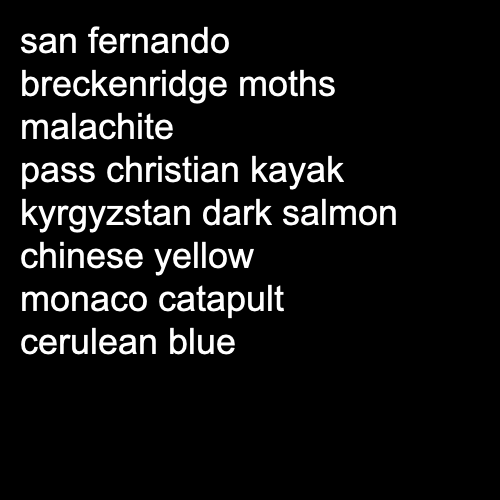 san fernando
breckenridge moths
malachite
pass christian kayak
kyrgyzstan dark salmon
chinese yellow
monaco catapult
cerulean blue